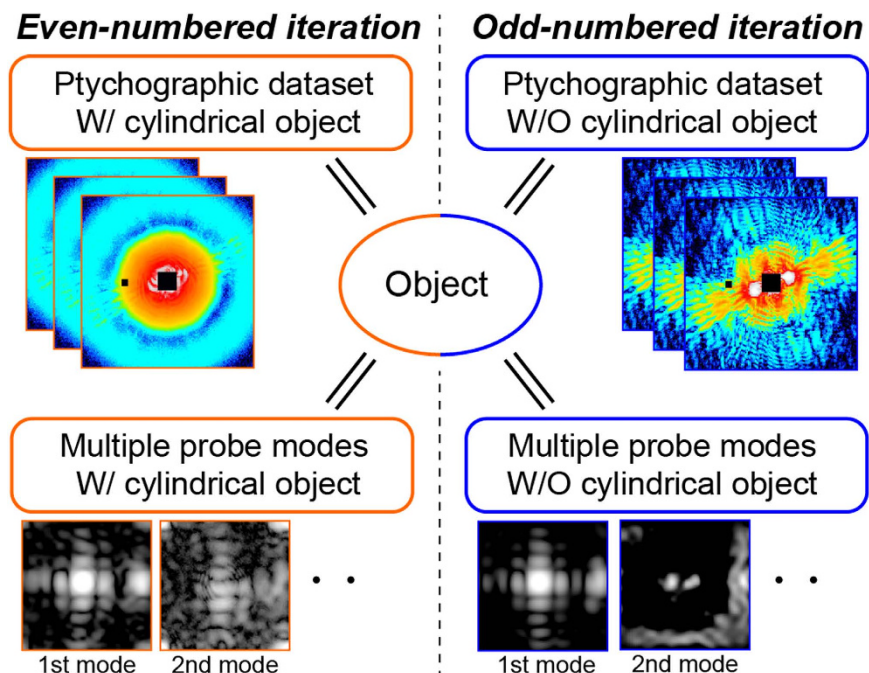 Even-numbered iteration
Odd-numbered iteration
Ptychographic dataset
W/ cylindrical object
Ptychographic dataset
W/O cylindrical object
Object
Multiple probe modes
W/ cylindrical object
Multiple probe modes
W/O cylindrical object
1st mode
2nd mode
1st mode
2nd mode